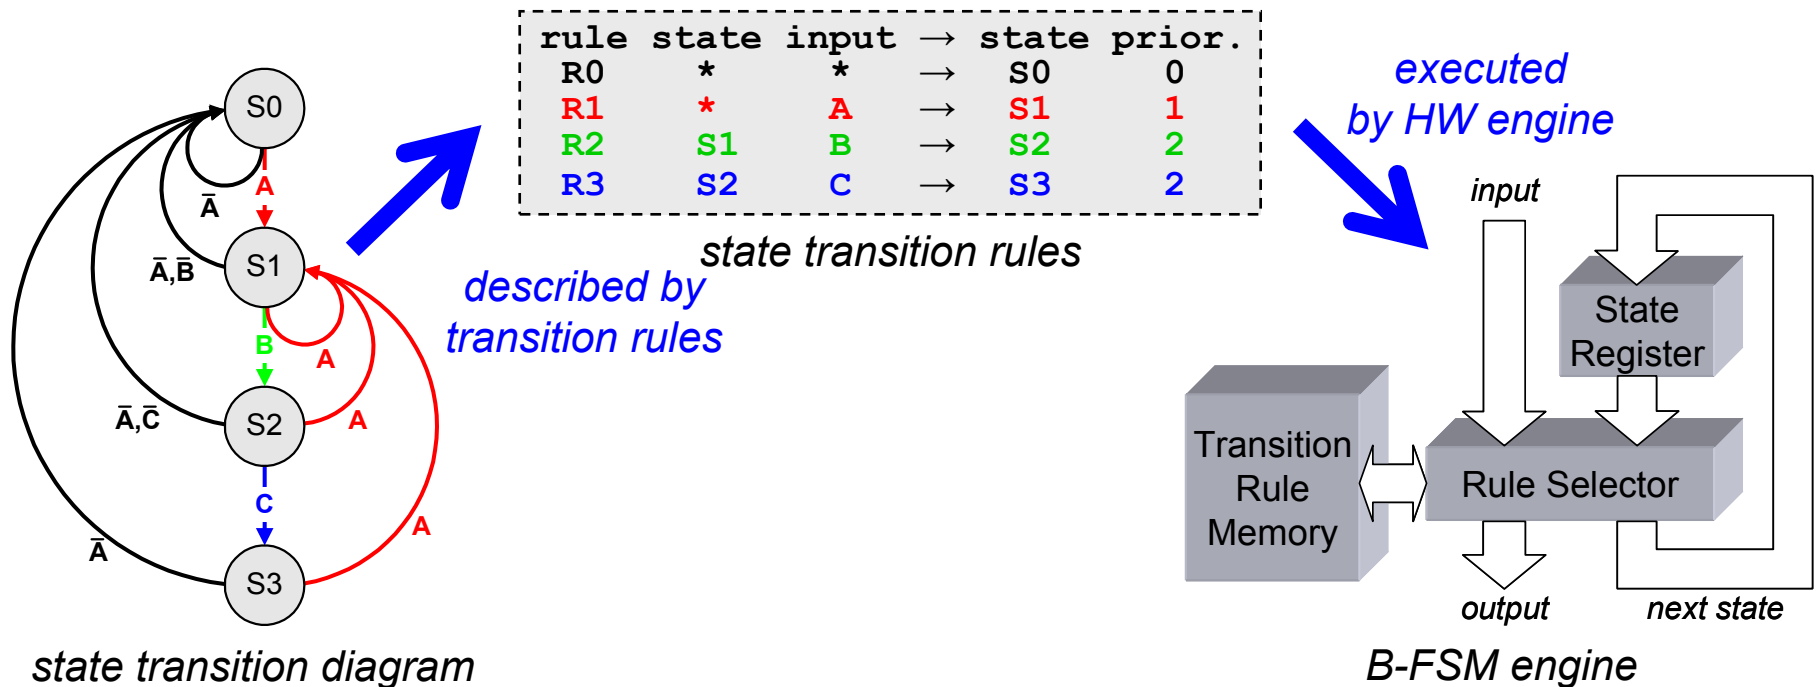 rule state input → state prior.
R0 * * → S0 0
R1 * A → S1 1
R2 S1 B → S2 2
R3 S2 C → S3 2
state transition rules
S0
A̅
A
S1
A̅,B̅
B
A
S2
A̅,C̅
A
C
A̅
A
S3
state transition diagram
described by
transition rules
executed
by HW engine
input
State
Register
Transition
Rule
Memory
Rule Selector
output
next state
B-FSM engine